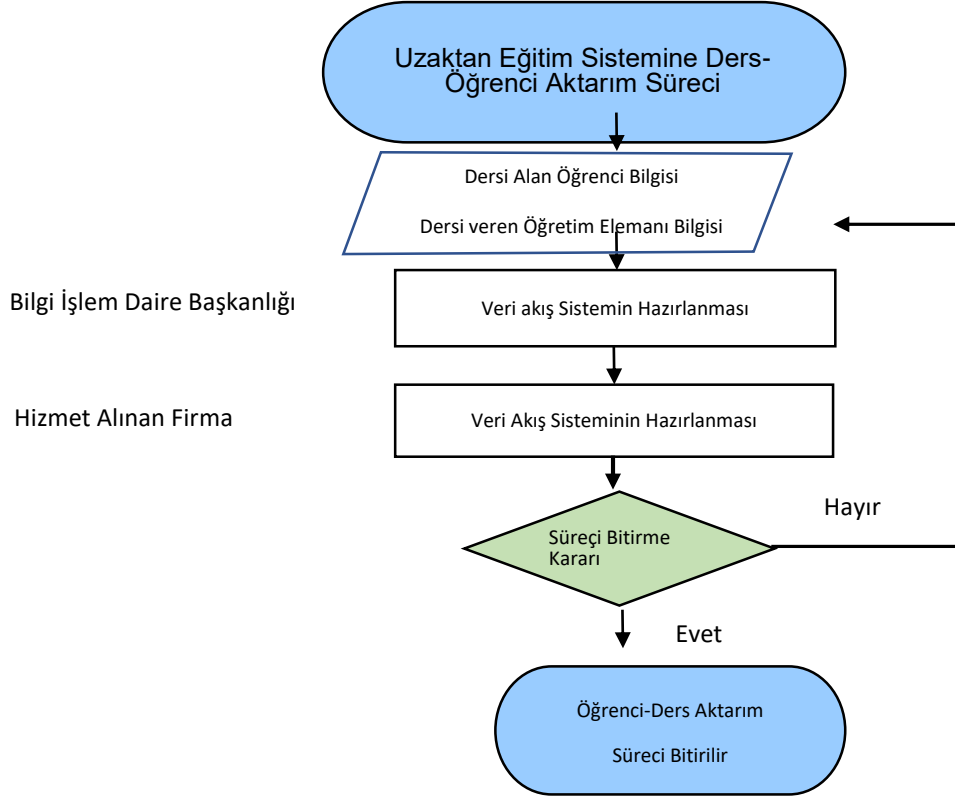 Uzaktan Eğitim Sistemine Ders-
Öğrenci Aktarım Süreci
Dersi Alan Öğrenci Bilgisi
Dersi veren Öğretim Elemanı Bilgisi
Bilgi İşlem Daire Başkanlığı
Veri akış Sistemin Hazırlanması
Hizmet Alınan Firma
Veri Akış Sisteminin Hazırlanması
Hayır
Süreçi Bitirme
Kararı
Evet
Öğrenci-Ders Aktarım
Süreci Bitirilir